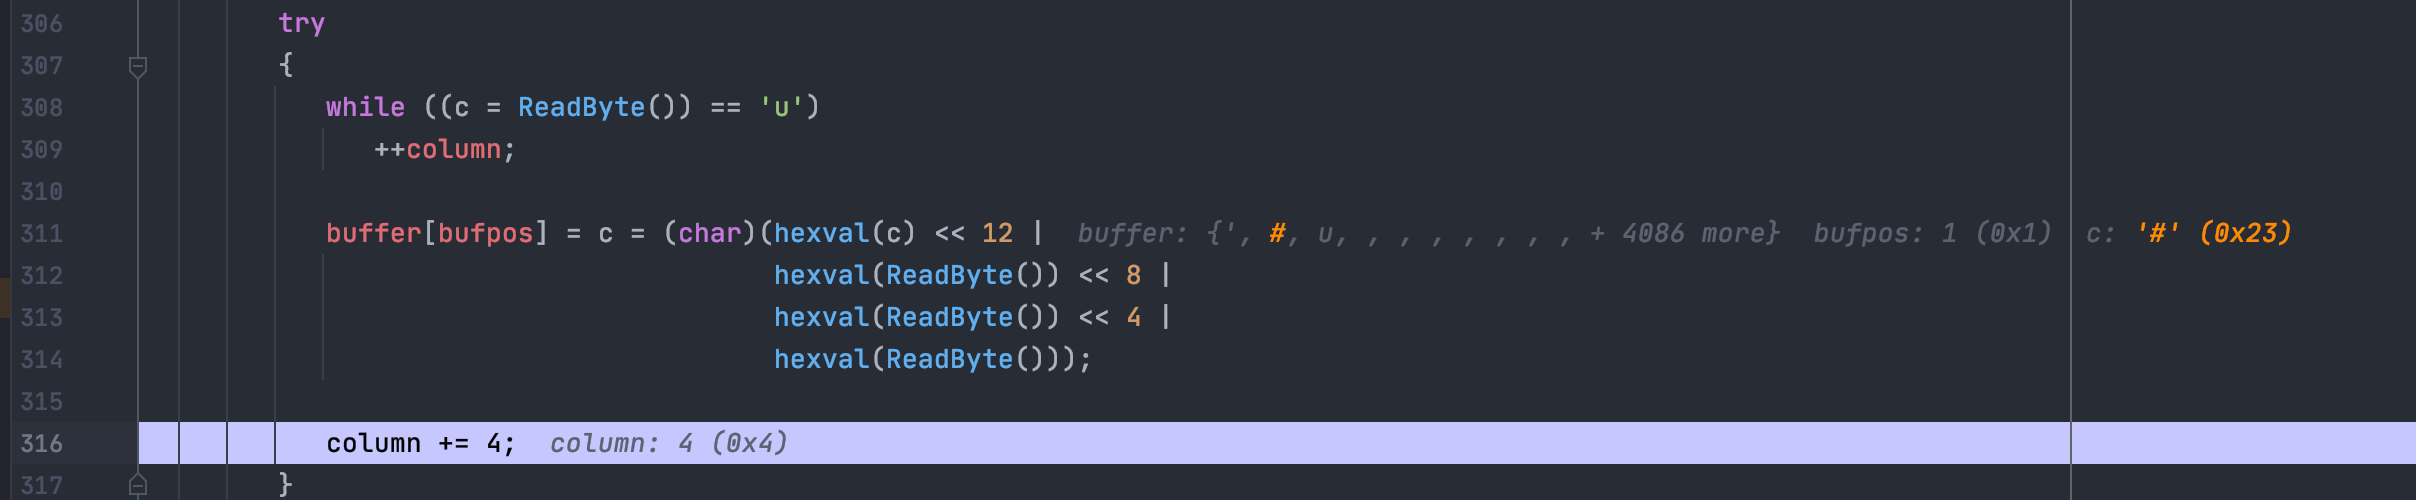 306 try
307 {
308 while ((c = ReadByte()) == 'u')
309 ++column;
310
311 buffer[bufpos] = c = (char)(hexval(c) << 12 | buffer: {', #, u, , , , , , , , + 4086 more} bufpos: 1 (0x1) c: '#' (0x23)
312 hexval(ReadByte()) << 8 |
313 hexval(ReadByte()) << 4 |
314 hexval(ReadByte()));
315
316 column += 4; column: 4 (0x4)
317 }